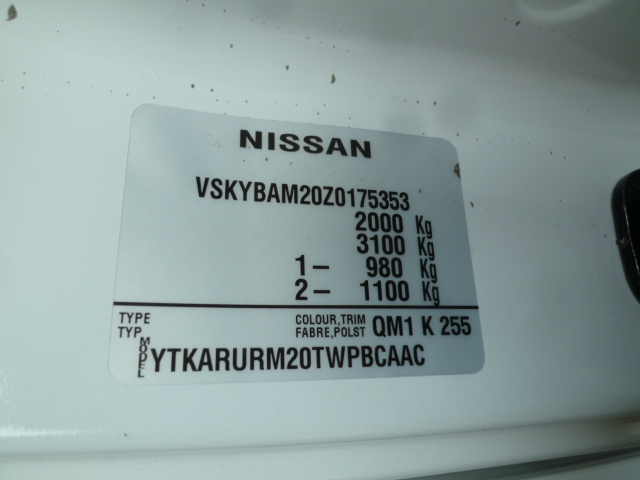 NISSAN
VSKYBAM20Z0175353
2000 Kg
3100 Kg
1- 980 Kg
2- 1100 Kg
TYPE COLOUR,TRIM QM1 K 255
TYP FABRE,POLST
MODEL YTKARURM20TWPBCAAC